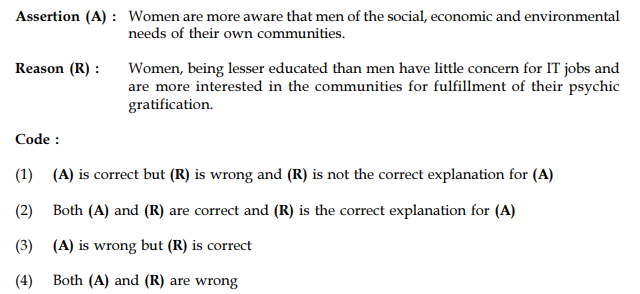 Assertion (A) : Women are more aware that men of the social, economic and environmental
needs of their own communities.
Reason (R) : Women, being lesser educated than men have little concern for IT jobs and
are more interested in the communities for fulfillment of their psychic
gratification.
Code :
(1) (A) is correct but (R) is wrong and (R) is not the correct explanation for (A)
(2) Both (A) and (R) are correct and (R) is the correct explanation for (A)
(3) (A) is wrong but (R) is correct
(4) Both (A) and (R) are wrong